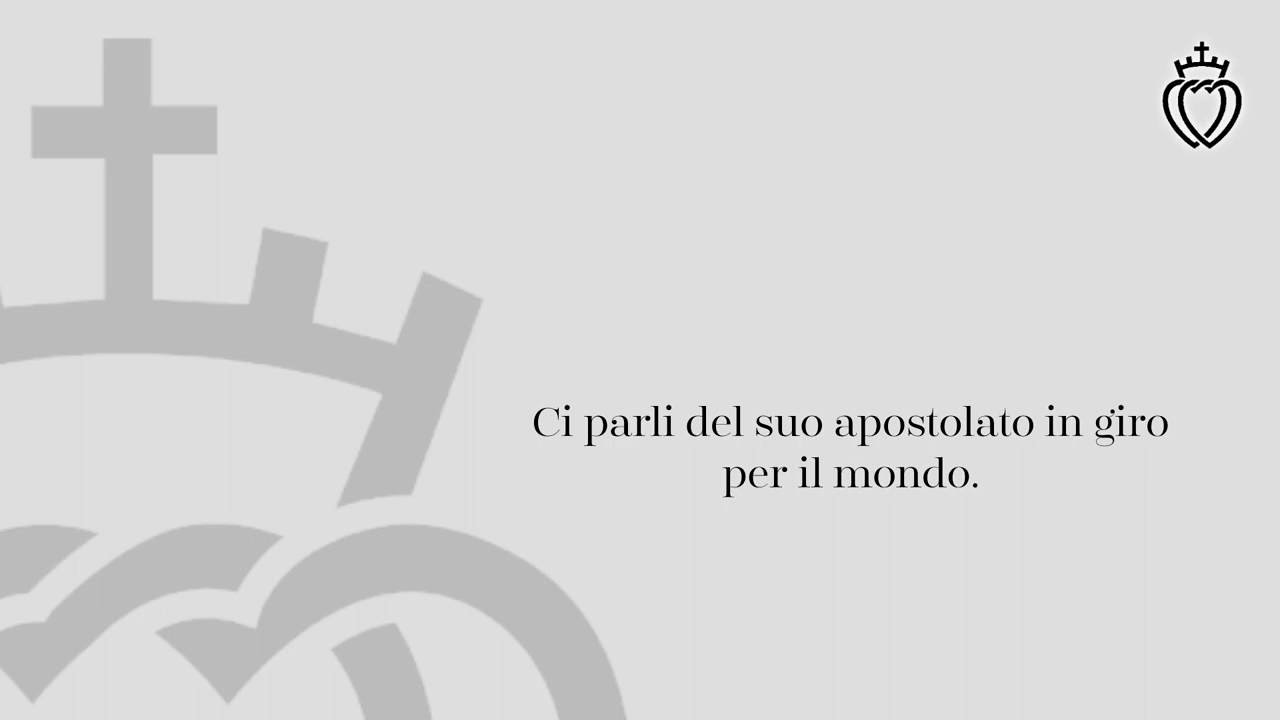 Ci parli del suo apostolato in giro
per il mondo.